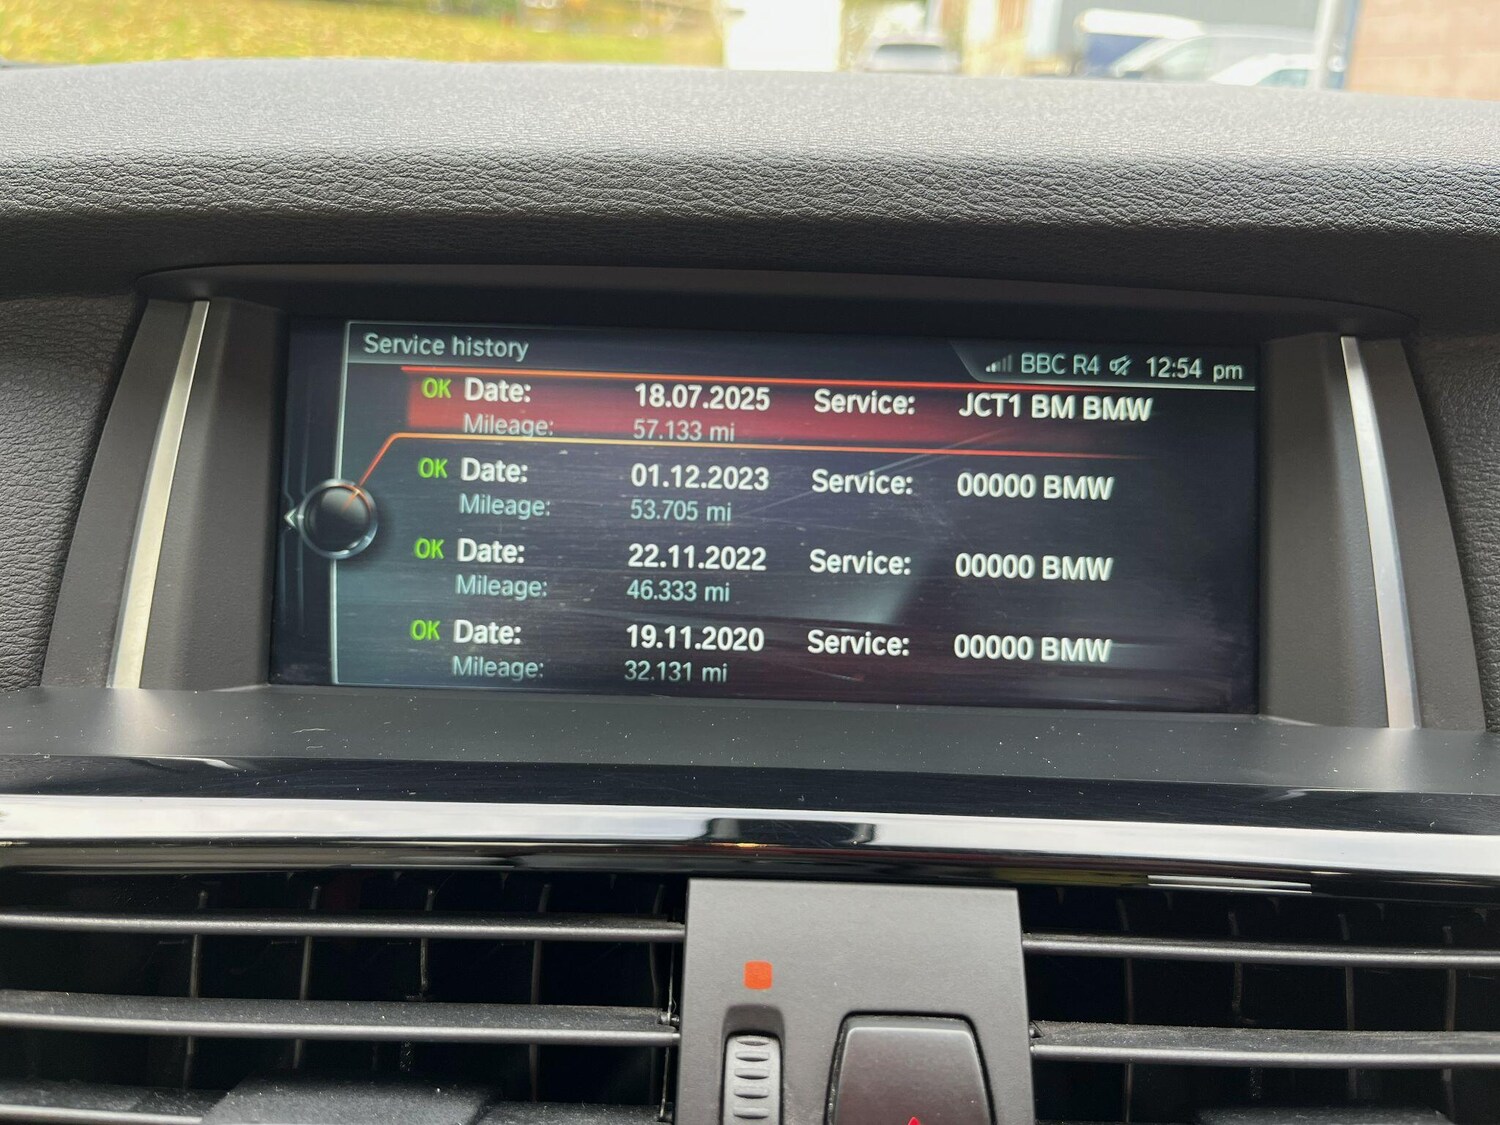 Service history
BBC R4 12:54 pm
OK Date: 18.07.2025 Service: JCT1 BM BMW
Mileage: 57.133 mi
OK Date: 01.12.2023 Service: 00000 BMW
Mileage: 53.705 mi
OK Date: 22.11.2022 Service: 00000 BMW
Mileage: 46.333 mi
OK Date: 19.11.2020 Service: 00000 BMW
Mileage: 32.131 mi